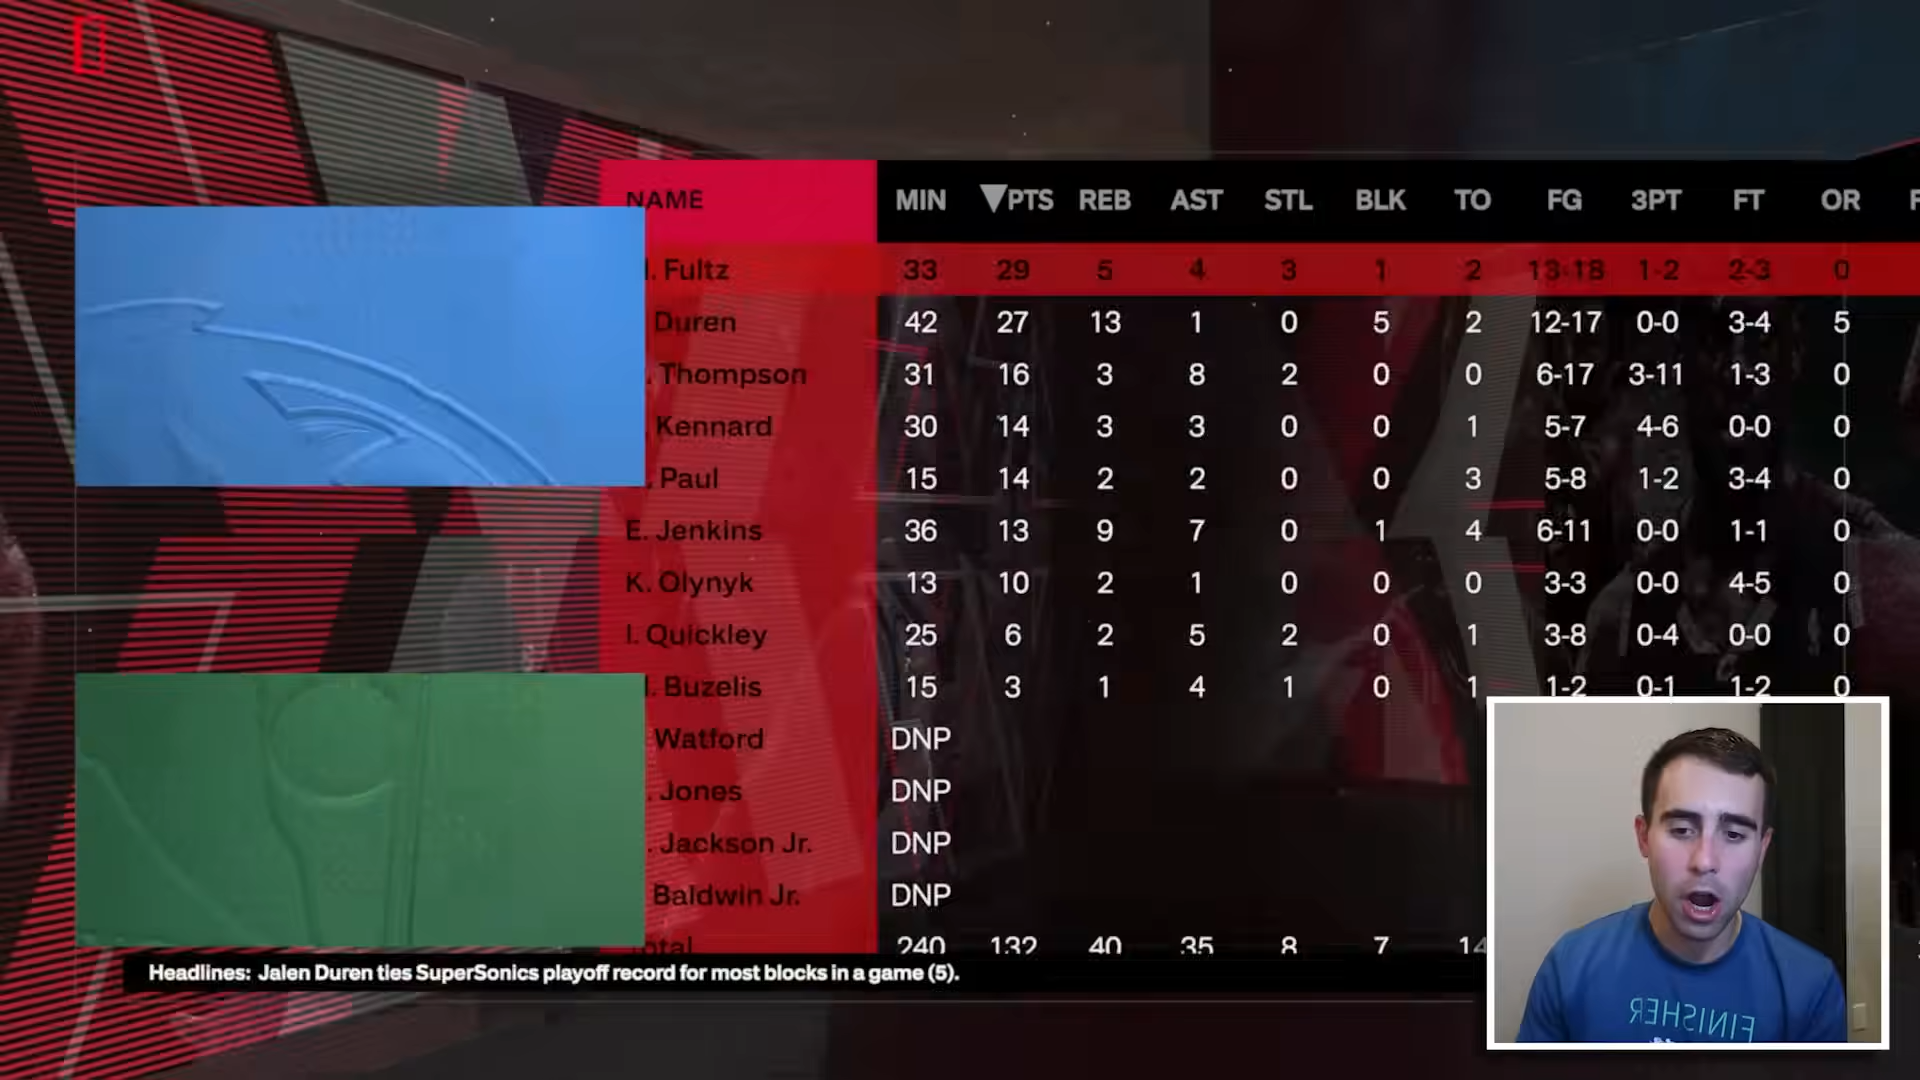 NAME MIN ▼PTS REB AST STL BLK TO FG 3PT FT OR
. Fultz 33 29 5 4 3 1 2 13-18 1-2 2-3 0
Duren 42 27 13 1 0 5 2 12-17 0-0 3-4 5
. Thompson 31 16 3 8 2 0 0 6-17 3-11 1-3 0
Kennard 30 14 3 3 0 0 1 5-7 4-6 0-0 0
. Paul 15 14 2 2 0 0 3 5-8 1-2 3-4 0
E. Jenkins 36 13 9 7 0 1 4 6-11 0-0 1-1 0
K. Olynyk 13 10 2 1 0 0 0 3-3 0-0 4-5 0
I. Quickley 25 6 2 5 2 0 1 3-8 0-4 0-0 0
. Buzelis 15 3 1 4 1 0 1 1-2 0-1 1-2 0
Watford DNP
. Jones DNP
. Jackson Jr. DNP
Baldwin Jr. DNP
otal 240 132 40 35 8 7 14
Headlines: Jalen Duren ties SuperSonics playoff record for most blocks in a game (5).
FINISHER